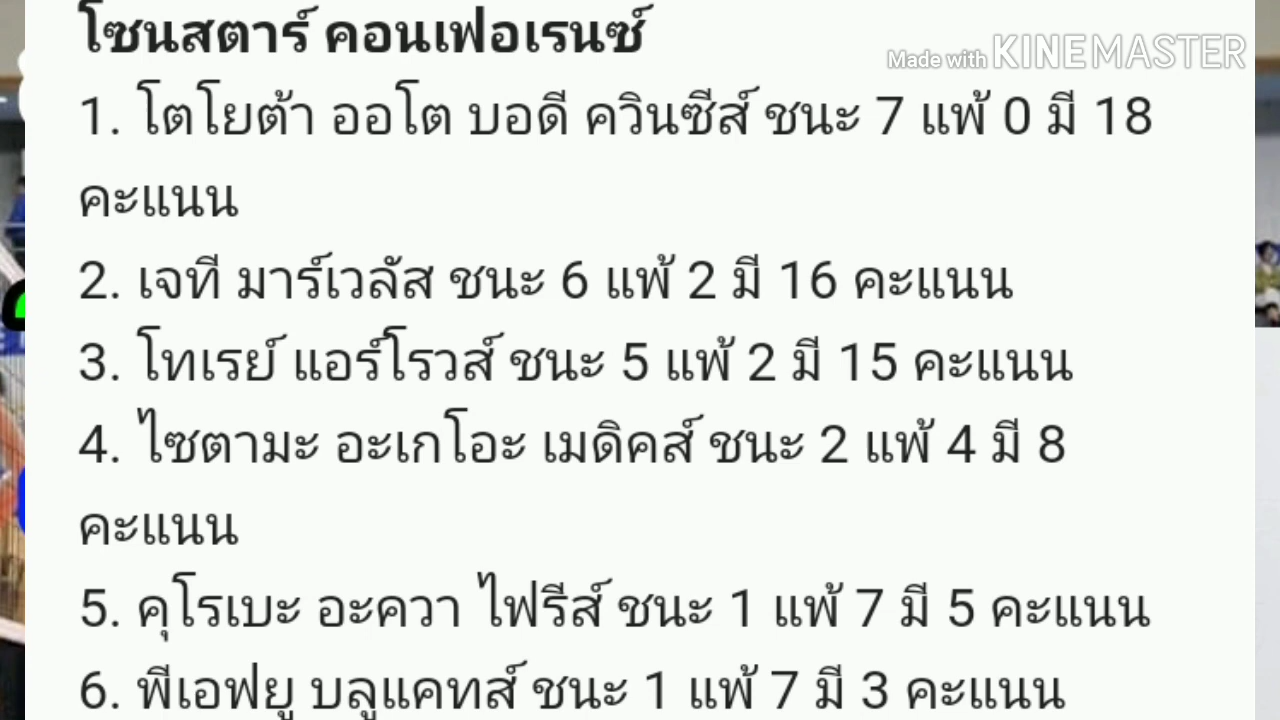 โซนสตาร์ คอนเฟอเรนซ์
Made with KINEMASTER
1. โตโยต้า ออโต บอดี ควินซีส์ ชนะ 7 แพ้ 0 มี 18
คะแนน
2. เจที มาร์เวลัส ชนะ 6 แพ้ 2 มี 16 คะแนน
3. โทเรย์ แอร์โรวส์ ชนะ 5 แพ้ 2 มี 15 คะแนน
4. ไซตามะ อะเกโอะ เมดิคส์ ชนะ 2 แพ้ 4 มี 8
คะแนน
5. คุโรเบะ อะควา ไฟรีส์ ชนะ 1 แพ้ 7 มี 5 คะแนน
6. พีเอฟยู บลูแคทส์ ชนะ 1 แพ้ 7 มี 3 คะแนน